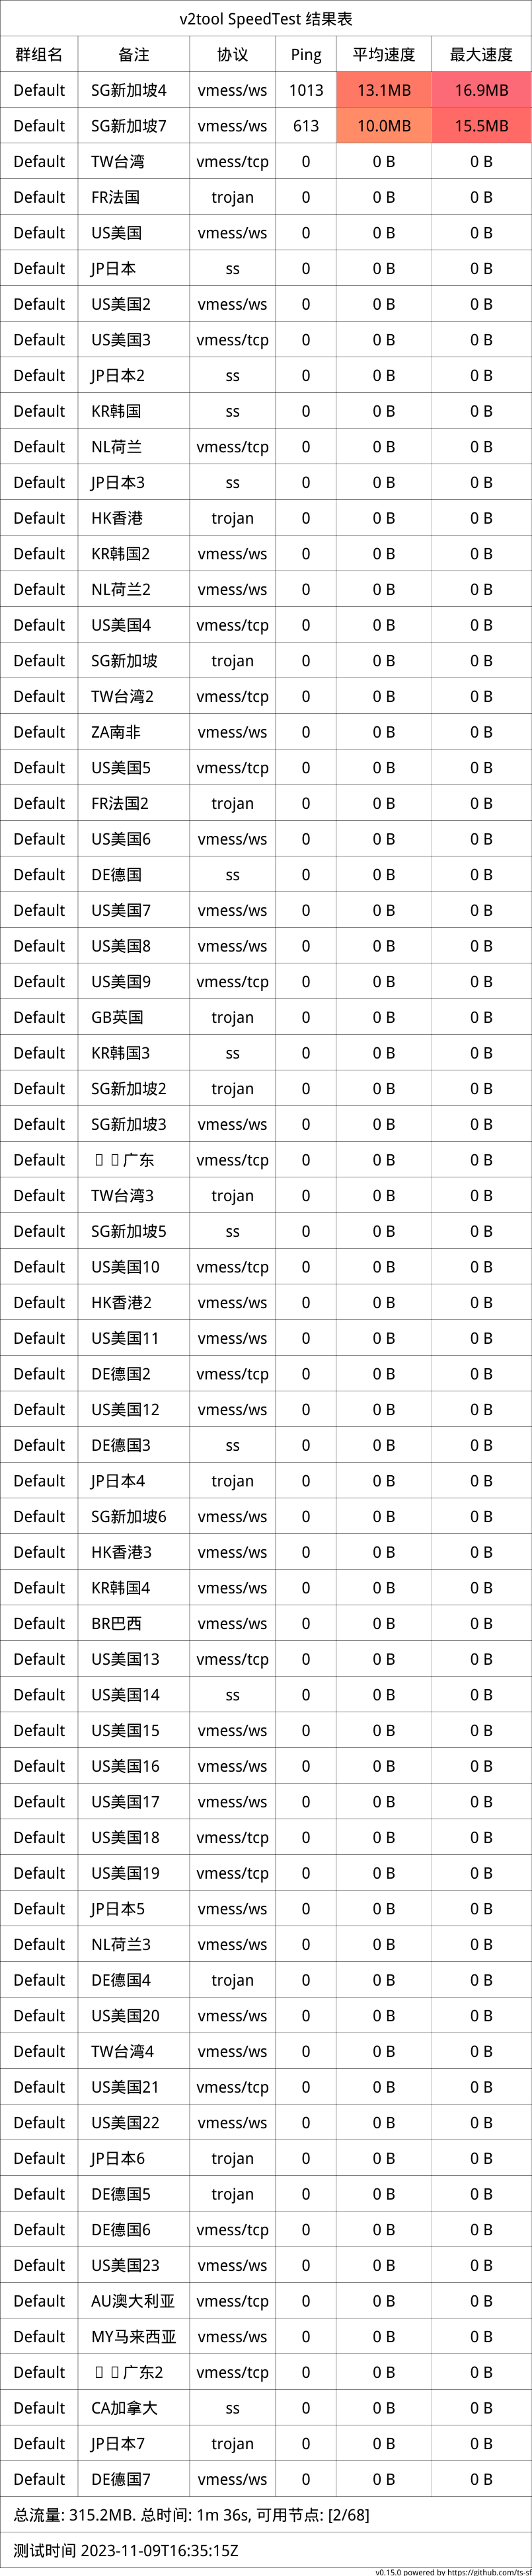 v2tool SpeedTest 结果表
群组名 备注 协议 Ping 平均速度 最大速度
Default SG新加坡4 vmess/ws 1013 13.1MB 16.9MB
Default SG新加坡7 vmess/ws 613 10.0MB 15.5MB
Default TW台湾 vmess/tcp 0 0 B 0 B
Default FR法国 trojan 0 0 B 0 B
Default US美国 vmess/ws 0 0 B 0 B
Default JP日本 ss 0 0 B 0 B
Default US美国2 vmess/ws 0 0 B 0 B
Default US美国3 vmess/tcp 0 0 B 0 B
Default JP日本2 ss 0 0 B 0 B
Default KR韩国 ss 0 0 B 0 B
Default NL荷兰 vmess/tcp 0 0 B 0 B
Default JP日本3 ss 0 0 B 0 B
Default HK香港 trojan 0 0 B 0 B
Default KR韩国2 vmess/ws 0 0 B 0 B
Default NL荷兰2 vmess/ws 0 0 B 0 B
Default US美国4 vmess/tcp 0 0 B 0 B
Default SG新加坡 trojan 0 0 B 0 B
Default TW台湾2 vmess/tcp 0 0 B 0 B
Default ZA南非 vmess/ws 0 0 B 0 B
Default US美国5 vmess/tcp 0 0 B 0 B
Default FR法国2 trojan 0 0 B 0 B
Default US美国6 vmess/ws 0 0 B 0 B
Default DE德国 ss 0 0 B 0 B
Default US美国7 vmess/ws 0 0 B 0 B
Default US美国8 vmess/ws 0 0 B 0 B
Default US美国9 vmess/tcp 0 0 B 0 B
Default GB英国 trojan 0 0 B 0 B
Default KR韩国3 ss 0 0 B 0 B
Default SG新加坡2 trojan 0 0 B 0 B
Default SG新加坡3 vmess/ws 0 0 B 0 B
Default 广东 vmess/tcp 0 0 B 0 B
Default TW台湾3 trojan 0 0 B 0 B
Default SG新加坡5 ss 0 0 B 0 B
Default US美国10 vmess/tcp 0 0 B 0 B
Default HK香港2 vmess/ws 0 0 B 0 B
Default US美国11 vmess/ws 0 0 B 0 B
Default DE德国2 vmess/tcp 0 0 B 0 B
Default US美国12 vmess/ws 0 0 B 0 B
Default DE德国3 ss 0 0 B 0 B
Default JP日本4 trojan 0 0 B 0 B
Default SG新加坡6 vmess/ws 0 0 B 0 B
Default HK香港3 vmess/ws 0 0 B 0 B
Default KR韩国4 vmess/ws 0 0 B 0 B
Default BR巴西 vmess/ws 0 0 B 0 B
Default US美国13 vmess/tcp 0 0 B 0 B
Default US美国14 ss 0 0 B 0 B
Default US美国15 vmess/ws 0 0 B 0 B
Default US美国16 vmess/ws 0 0 B 0 B
Default US美国17 vmess/ws 0 0 B 0 B
Default US美国18 vmess/tcp 0 0 B 0 B
Default US美国19 vmess/tcp 0 0 B 0 B
Default JP日本5 vmess/ws 0 0 B 0 B
Default NL荷兰3 vmess/ws 0 0 B 0 B
Default DE德国4 trojan 0 0 B 0 B
Default US美国20 vmess/ws 0 0 B 0 B
Default TW台湾4 vmess/ws 0 0 B 0 B
Default US美国21 vmess/tcp 0 0 B 0 B
Default US美国22 vmess/ws 0 0 B 0 B
Default JP日本6 trojan 0 0 B 0 B
Default DE德国5 trojan 0 0 B 0 B
Default DE德国6 vmess/tcp 0 0 B 0 B
Default US美国23 vmess/ws 0 0 B 0 B
Default AU澳大利亚 vmess/tcp 0 0 B 0 B
Default MY马来西亚 vmess/ws 0 0 B 0 B
Default 广东2 vmess/tcp 0 0 B 0 B
Default CA加拿大 ss 0 0 B 0 B
Default JP日本7 trojan 0 0 B 0 B
Default DE德国7 vmess/ws 0 0 B 0 B
总流量: 315.2MB. 总时间: 1m 36s, 可用节点: [2/68]
测试时间 2023-11-09T16:35:15Z
v0.15.0 powered by https://github.com/ts-sf